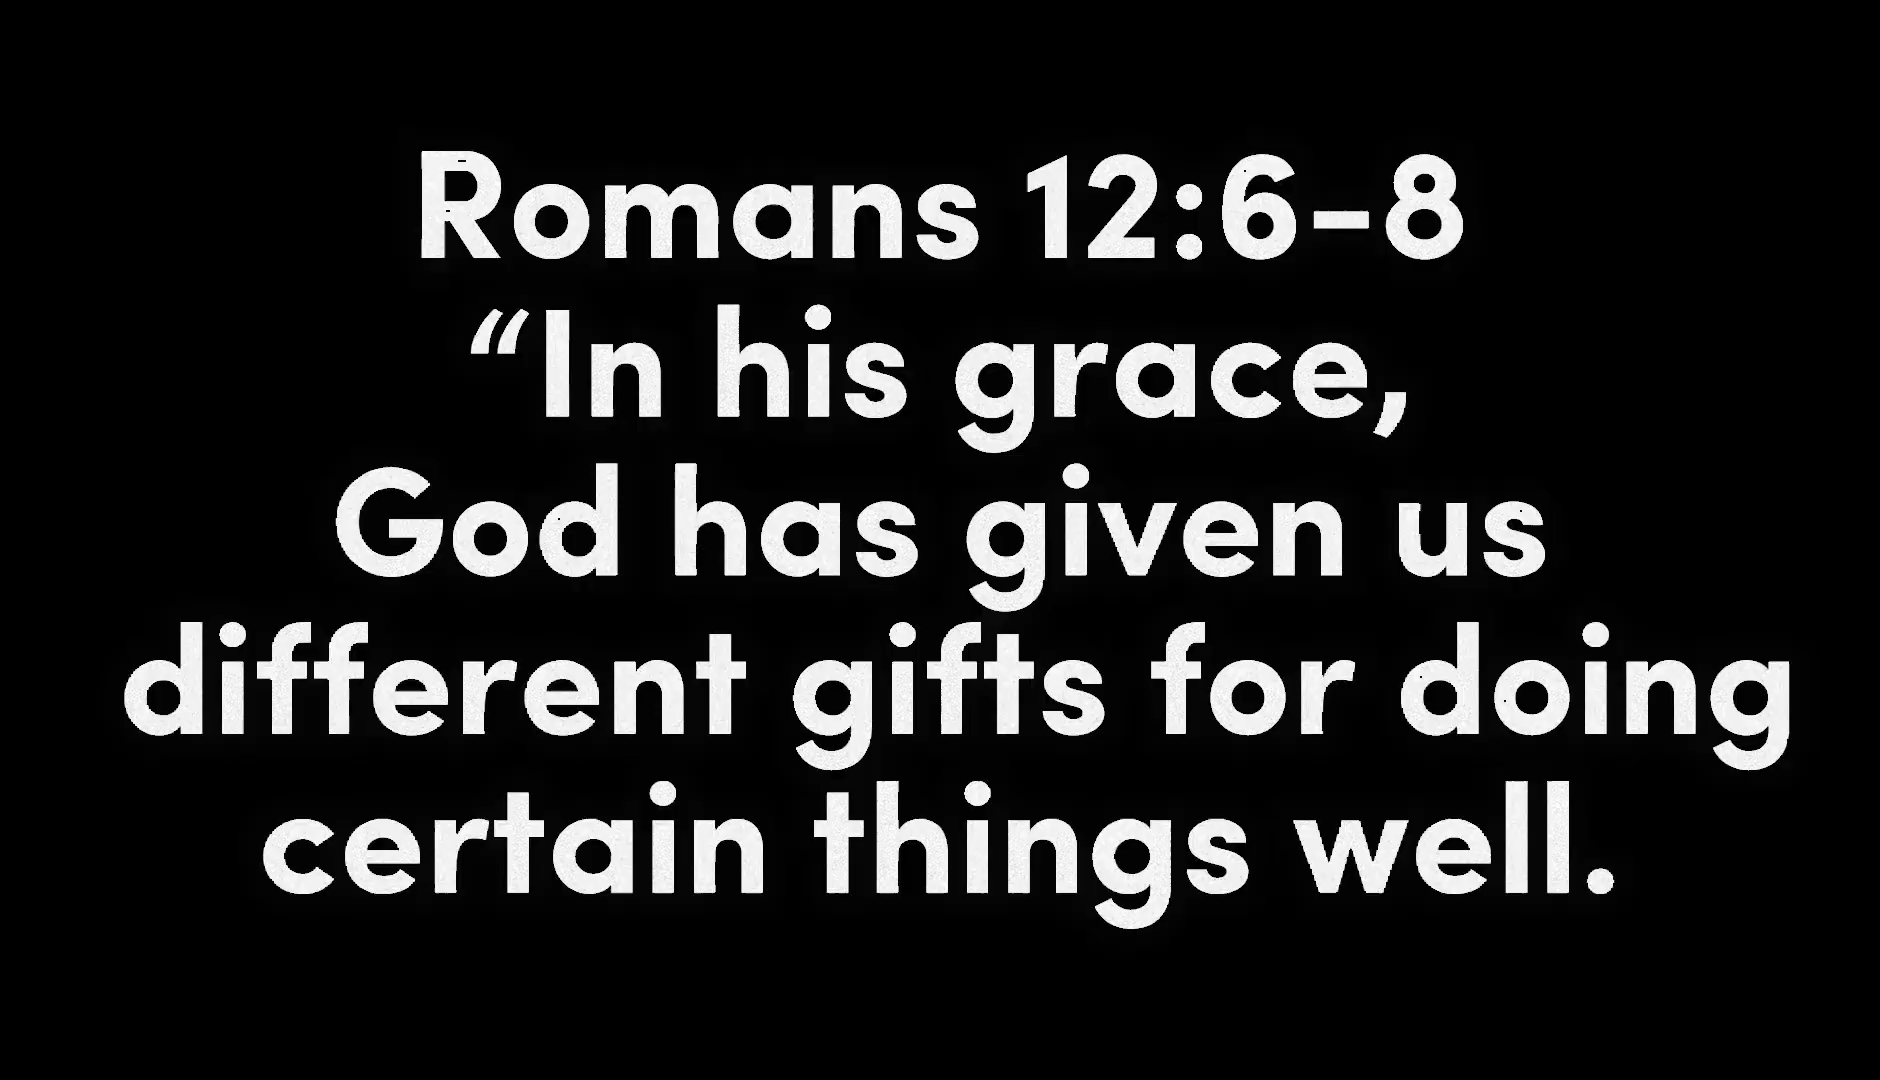 Romans 12:6-8
“In his grace,
God has given us
different gifts for doing
certain things well.